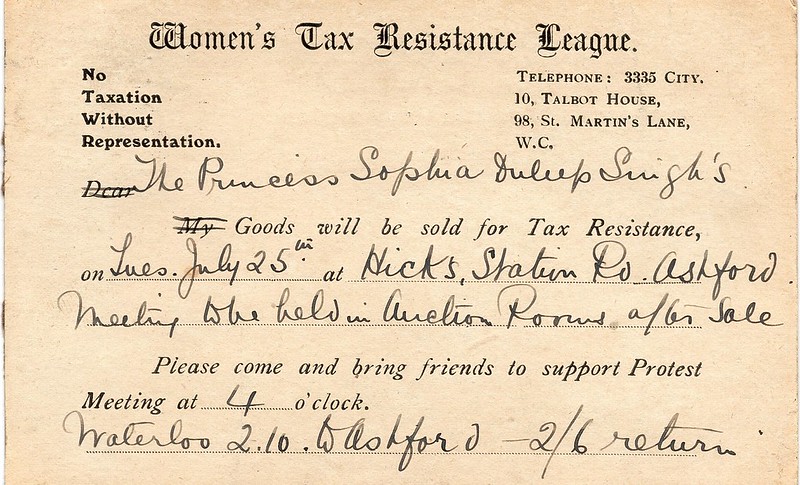 Women's Tax Resistance League.
No
Taxation
Without
Representation.
TELEPHONE: 3335 CITY.
10, TALBOT HOUSE,
98, St. MARTIN'S LANE,
W.C.
Dear The Princess Sophia Duleep Singh's
My Goods will be sold for Tax Resistance,
on Tues. July 25th at Hicks, Station Rd. Ashford
Meeting to be held in Auction Rooms after Sale
Please come and bring friends to support Protest
Meeting at 4 o'clock.
Waterloo 2.10. to Ashford – 2/6 return